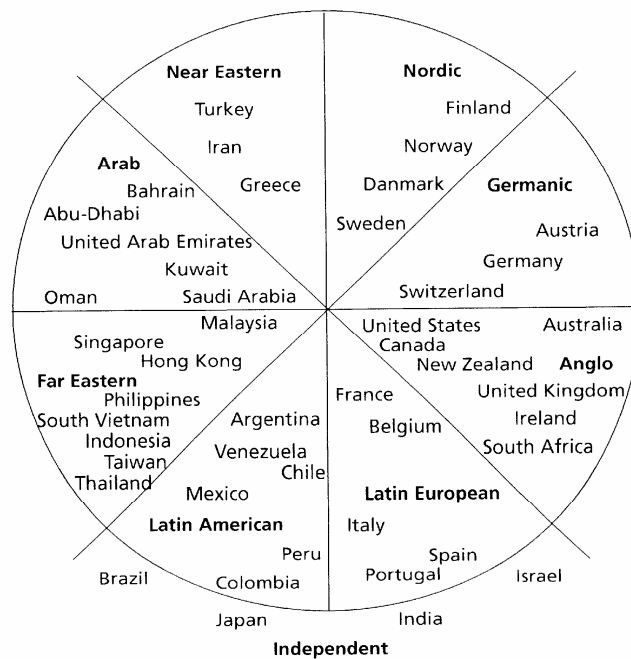 Near Eastern
Turkey
Iran
Greece
Nordic
Finland
Norway
Danmark
Sweden
Arab
Bahrain
Abu-Dhabi
United Arab Emirates
Kuwait
Oman
Saudi Arabia
Germanic
Austria
Germany
Switzerland
Malaysia
Singapore
Hong Kong
Far Eastern
Philippines
South Vietnam
Indonesia
Taiwan
Thailand
United States
Australia
Canada
New Zealand
Anglo
United Kingdom
Ireland
South Africa
Argentina
Venezuela
Chile
Mexico
Latin American
Peru
Colombia
France
Belgium
Latin European
Italy
Spain
Portugal
Brazil
Japan
India
Israel
Independent